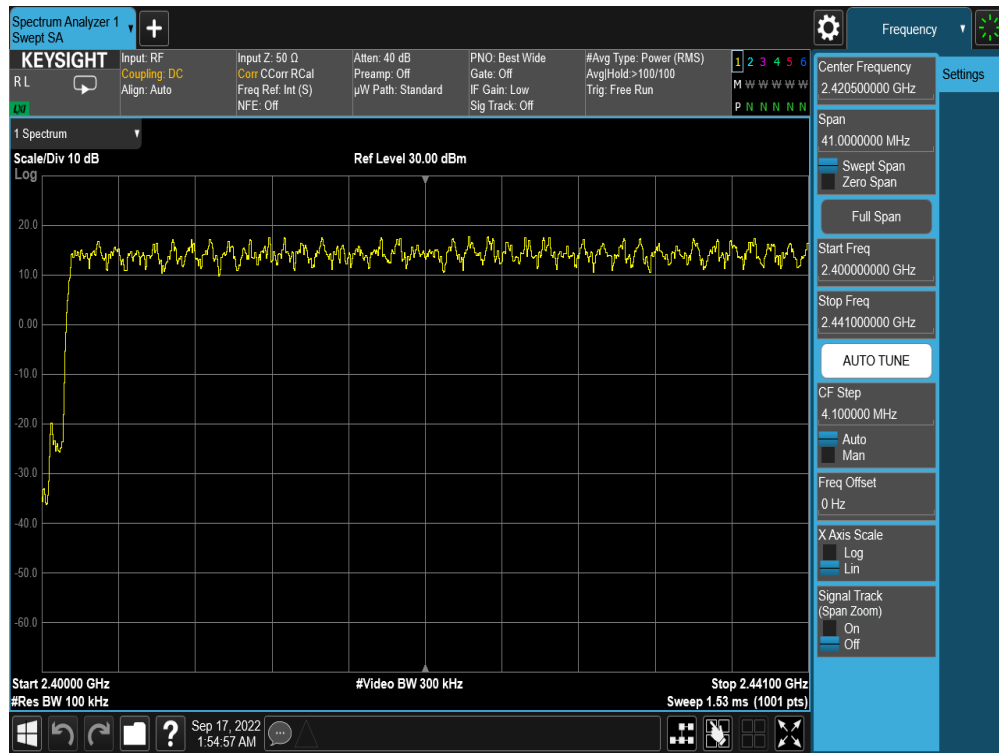 Spectrum Analyzer 1
Swept SA
Frequency
KEYSIGHT
R L
LXI
Input: RF
Coupling: DC
Align: Auto
Input Z: 50 Ω
Corr CCorr RCal
Freq Ref: Int (S)
NFE: Off
Atten: 40 dB
Preamp: Off
µW Path: Standard
PNO: Best Wide
Gate: Off
IF Gain: Low
Sig Track: Off
#Avg Type: Power (RMS)
Avg|Hold:>100/100
Trig: Free Run
1 2 3 4 5 6
M W W W W W
P N N N N N
1 Spectrum
Scale/Div 10 dB
Ref Level 30.00 dBm
Log
20.0
10.0
0.00
-10.0
-20.0
-30.0
-40.0
-50.0
-60.0
Start 2.40000 GHz
#Video BW 300 kHz
Stop 2.44100 GHz
#Res BW 100 kHz
Sweep 1.53 ms (1001 pts)
Center Frequency
2.420500000 GHz
Settings
Span
41.0000000 MHz
Swept Span
Zero Span
Full Span
Start Freq
2.400000000 GHz
Stop Freq
2.441000000 GHz
AUTO TUNE
CF Step
4.100000 MHz
Auto
Man
Freq Offset
0 Hz
X Axis Scale
Log
Lin
Signal Track
(Span Zoom)
On
Off
?
Sep 17, 2022
1:54:57 AM